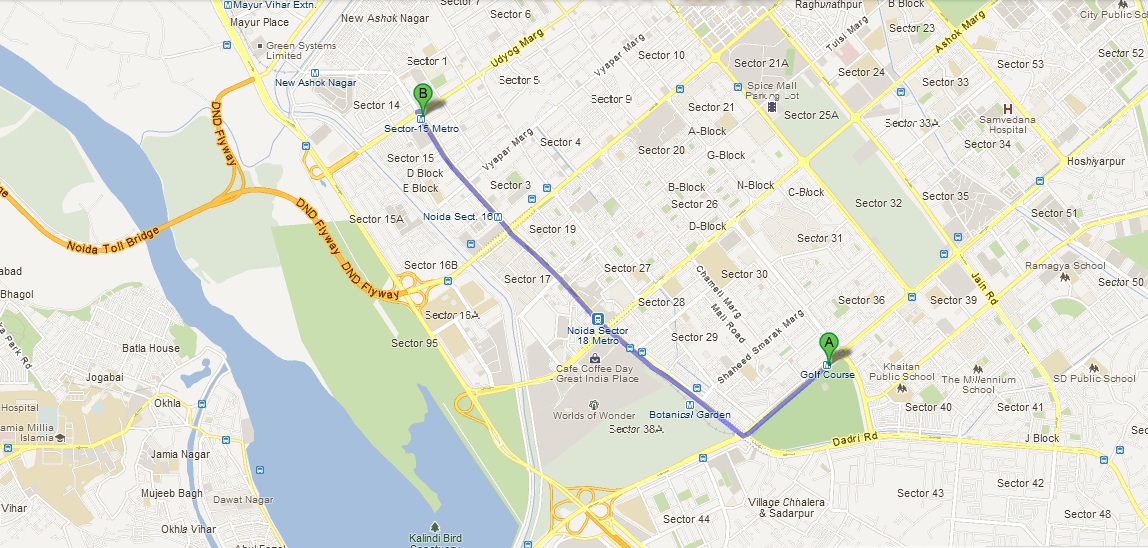 Mayur Vihar Extn.
Mayur Place
New Ashok Nagar
Sector 7
Sector 6
Raghunathpur
B Block
City Public S
Green Systems
Limited
Udyog Marg
Vyapar Marg
Tulsi Marg
Sector 23
Ashok Marg
Sector 1
Sector 10
Sector 21A
Sector 52
New Ashok Nagar
Sector 5
Sector 24
Sector 33
B
Sector 14
Sector 9
Spice Mall
Parking Lot
Sector 21
Sector 25A
H
Samvedana
Hospital
Sector 33A
Sector-15 Metro
DND Flyway
Vyapar Marg
Sector 4
A-Block
Sector 34
Sector 15
Sector 20
G-Block
Hoshiyarpur
D Block
E Block
Sector 3
B-Block
N-Block
C-Block
Sector 35
Sector 26
Sector 32
Sector 15A
Noida Sect. 16
DND Flyway
Sector 19
D-Block
Sector 51
Noida Toll Bridge
Sector 31
Sector 16B
Sector 27
Ramagya School
abad
DND Flyway
Sector 17
Chameli Marg
Sector 30
Jain Rd
Sector 50
Bhagol
Mall Road
Sector 28
Sector 36
Sector 39
Sector 16A
Noida Sector
18 Metro
Sector 29
Shaheed Smarak Marg
A
Park Rd
Batla House
Sector 95
Cafe Coffee Day
Great India Place
Golf Course
Khaitan
Public School
The Millennium
School
SD Public School
Jogabai
Okhla
Hospital
Worlds of Wonder
Botanical Garden
Sector 40
Sector 41
amia Millia
Islamia
Sector 38A
Dadri Rd
J Block
Jamia Nagar
Mujeeb Bagh
Dawat Nagar
Sector 42
Vihar
Village Chhalera
& Sadarpur
Sector 43
Okhla Vihar
Sector 44
Sector 48
Kalindi Bird